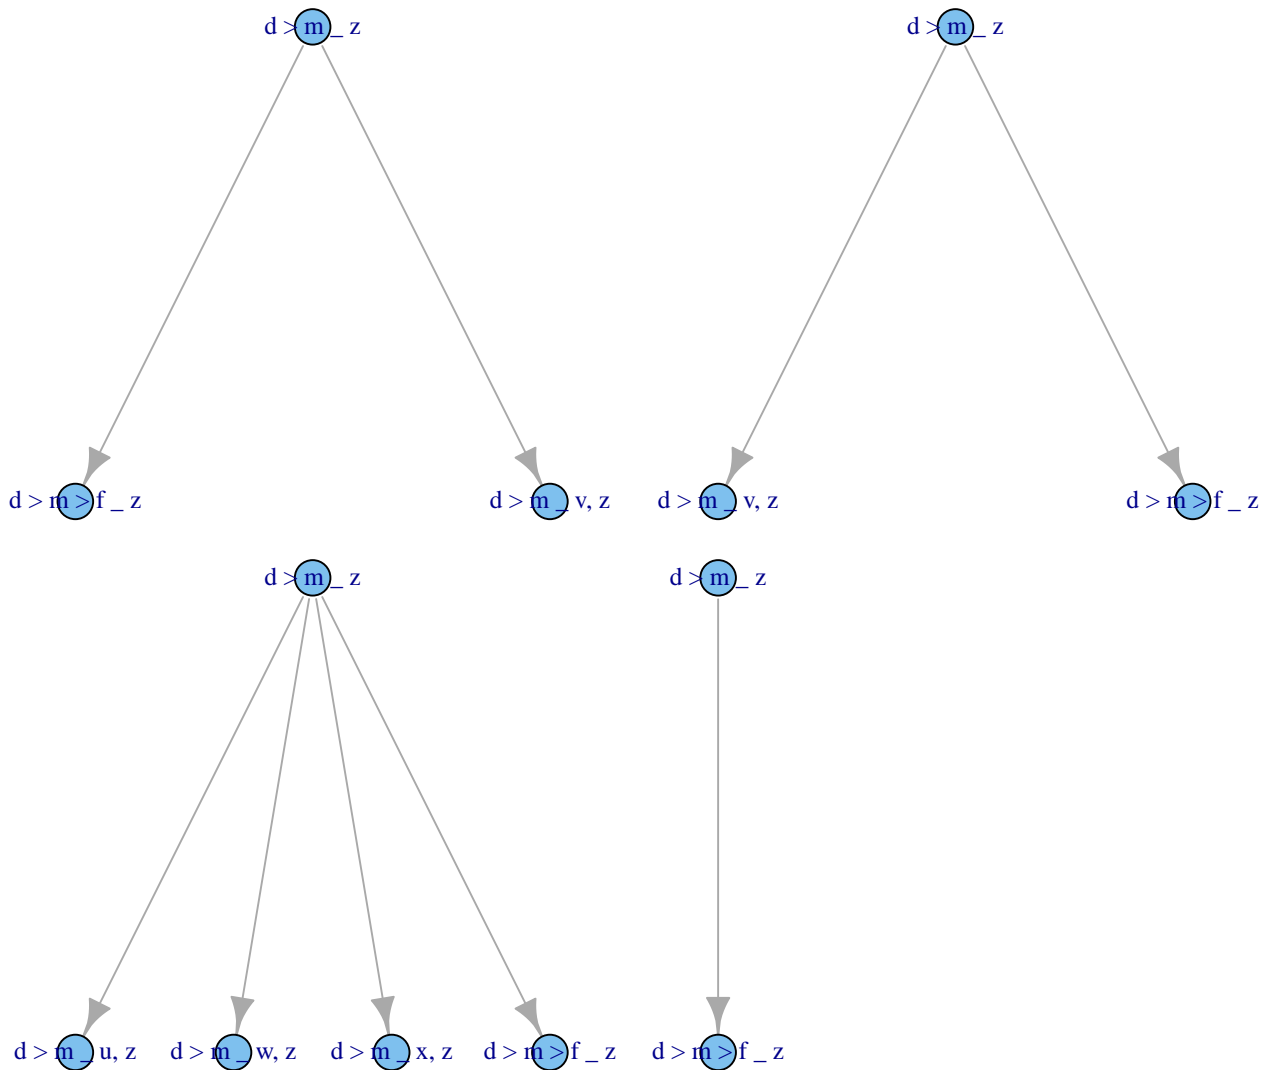 d > m _ z
d > m _ z
d > m > f _ z
d > m _ v, z
d > m _ v, z
d > m > f _ z
d > m _ z
d > m _ z
d > m _ u, z
d > m _ w, z
d > m _ x, z
d > m > f _ z
d > m > f _ z